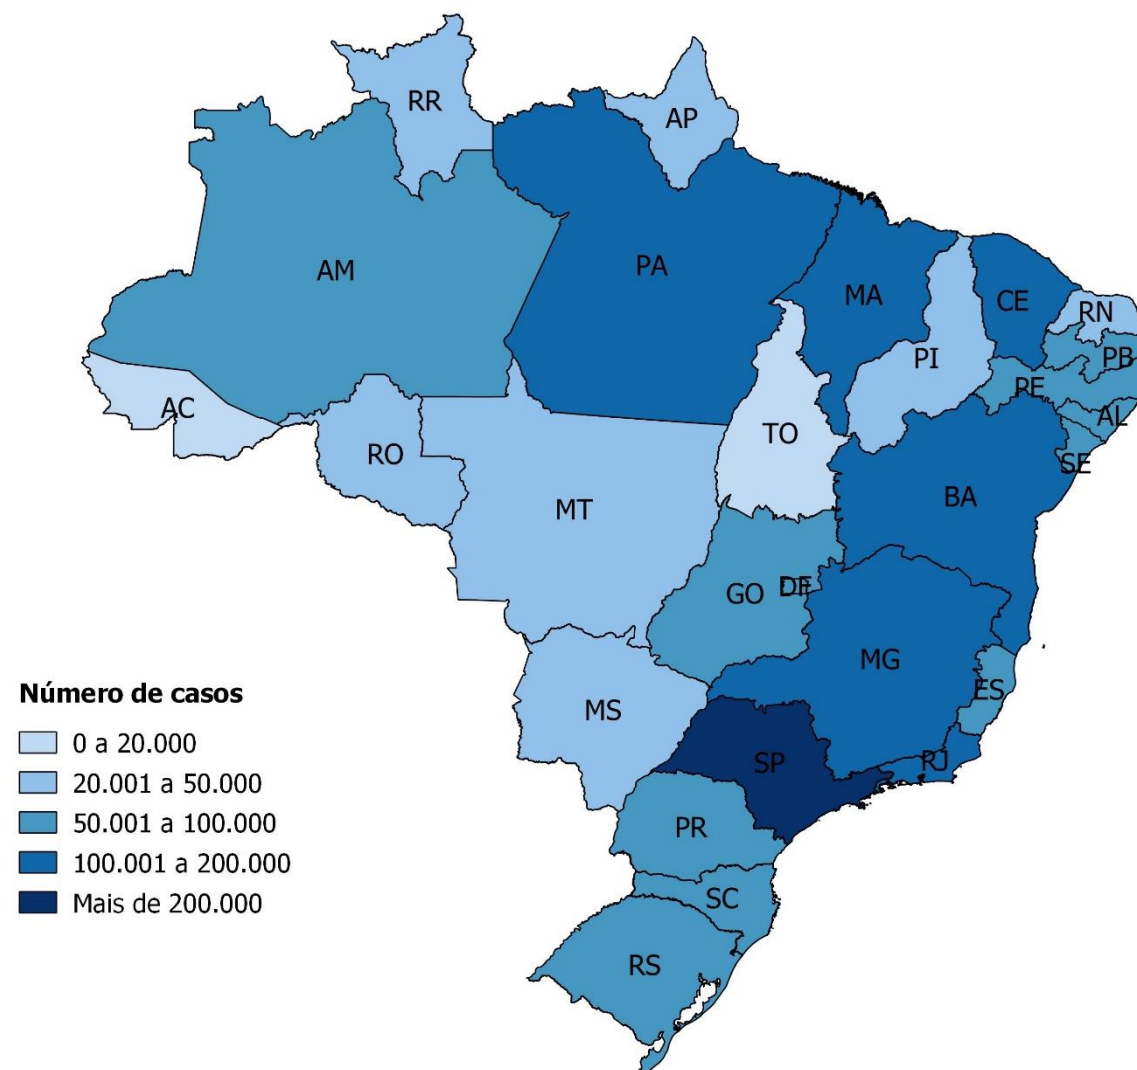 RR
AP
AM
PA
MA
CE
RN
PI
PB
PE
AL
AC
TO
SE
RO
BA
MT
GO
DF
MG
ES
MS
SP
RJ
PR
SC
RS
Número de casos
0 a 20.000
20.001 a 50.000
50.001 a 100.000
100.001 a 200.000
Mais de 200.000